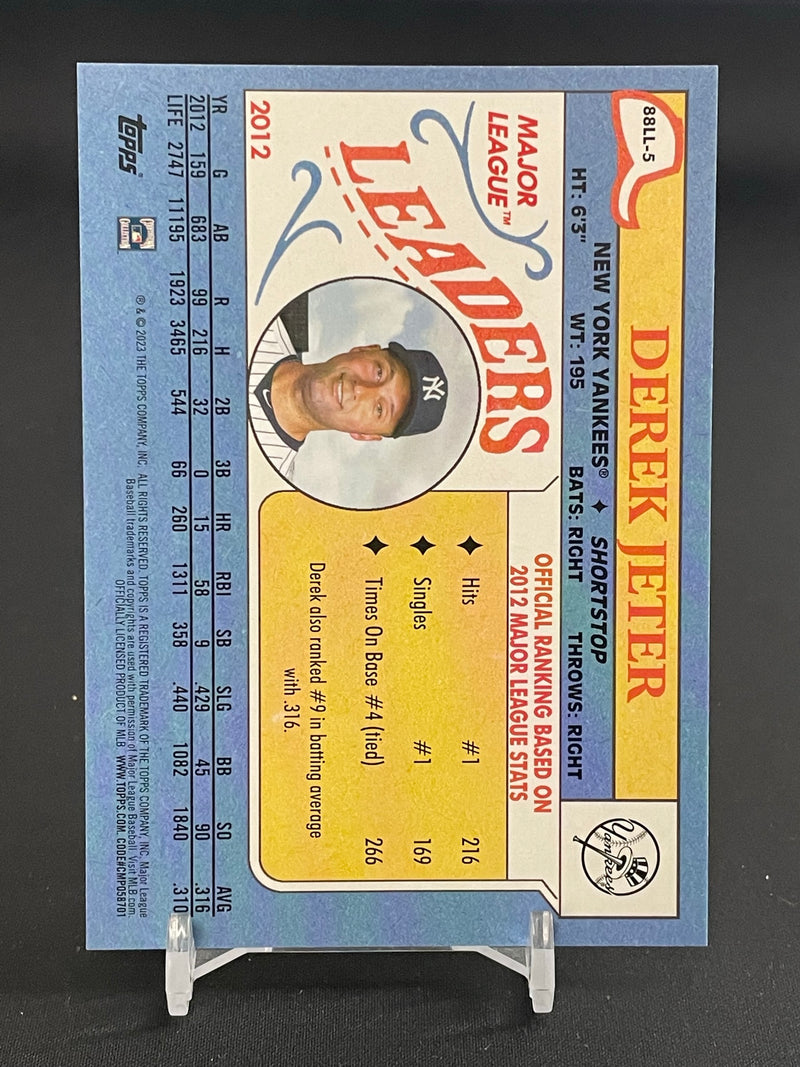 88LL-5
DEREK JETER
NEW YORK YANKEES® ✦ SHORTSTOP
HT: 6'3" WT: 195 BATS: RIGHT THROWS: RIGHT
Yankees
MAJOR
LEAGUE™
LEADERS
2012
NY
OFFICIAL RANKING BASED ON
2012 MAJOR LEAGUE STATS
✦ Hits #1 216
✦ Singles #1 169
✦ Times On Base #4 (tied) 266
Derek also ranked #9 in batting average
with .316.
YR G AB R H 2B 3B HR RBI SB SLG BB SO AVG
2012 159 683 99 216 32 0 15 58 9 .429 45 90 .316
LIFE 2747 11195 1923 3465 544 66 260 1311 358 .440 1082 1840 .310
topps®
® & © 2023 THE TOPPS COMPANY, INC. ALL RIGHTS RESERVED. TOPPS IS A REGISTERED TRADEMARK OF THE TOPPS COMPANY, INC. Major League
Baseball trademarks and copyrights are used with permission of Major League Baseball. Visit MLB.com.
OFFICIALLY LICENSED PRODUCT OF MLB WWW.TOPPS.COM. CODE#CMP058701